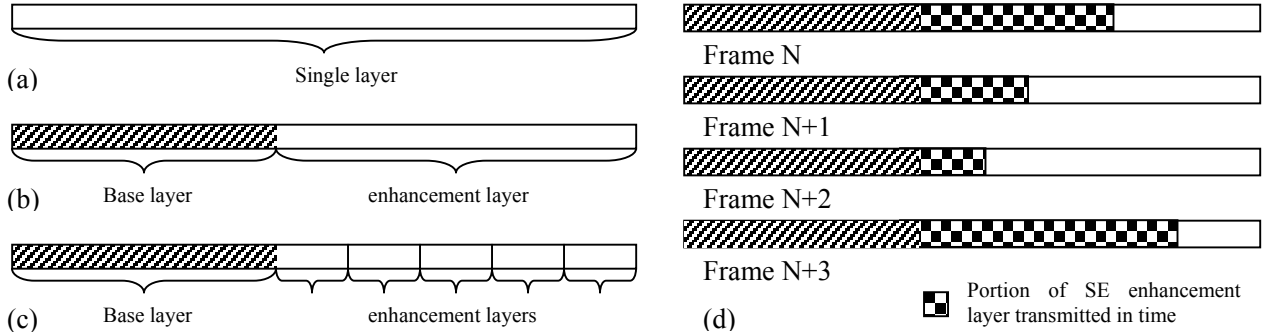 Single layer
(a)
Base layer
enhancement layer
(b)
Base layer
enhancement layers
(c)
Frame N
Frame N+1
Frame N+2
Frame N+3
Portion of SE enhancement
layer transmitted in time
(d)